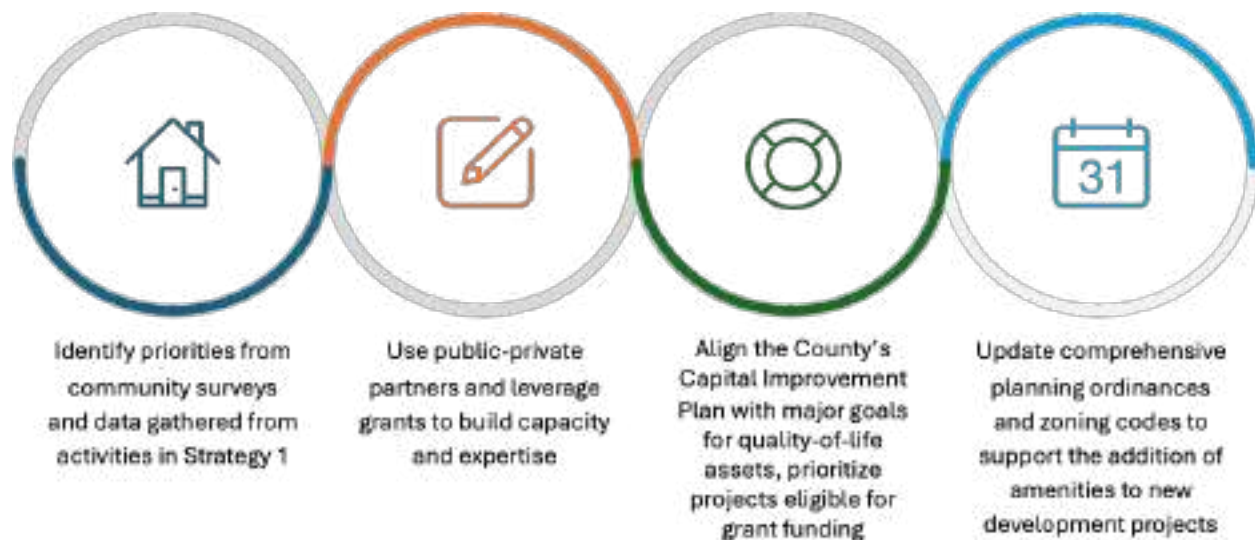 31
Identify priorities from
community surveys
and data gathered from
activities in Strategy 1
Use public-private
partners and leverage
grants to build capacity
and expertise
Align the County's
Capital Improvement
Plan with major goals
for quality-of-life
assets, prioritize
projects eligible for
grant funding
Update comprehensive
planning ordinances
and zoning codes to
support the addition of
amenities to new
development projects